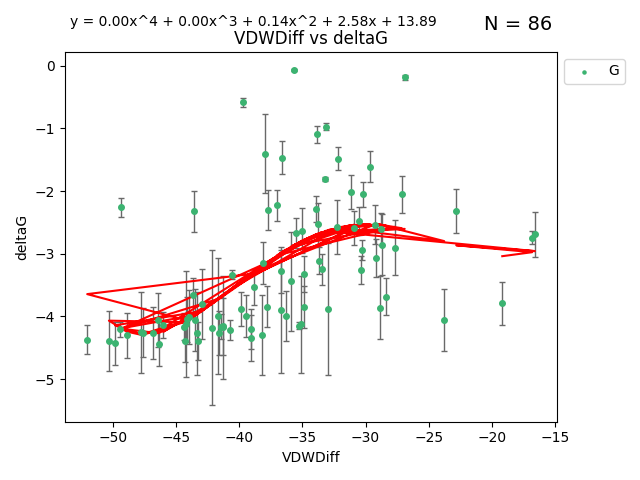 y = 0.00x^4 + 0.00x^3 + 0.14x^2 + 2.58x + 13.89
N = 86
VDWDiff vs deltaG
G
deltaG
0
−1
−2
−3
−4
−5
−50
−45
−40
−35
−30
−25
−20
−15
VDWDiff